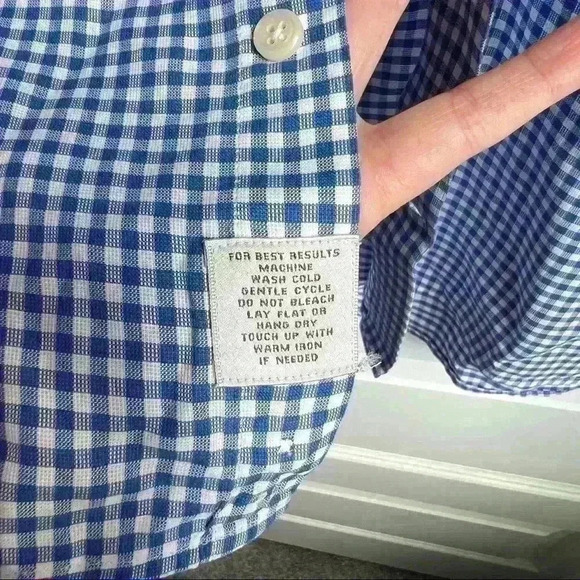 FOR BEST RESULTS
MACHINE
WASH COLD
GENTLE CYCLE
DO NOT BLEACH
LAY FLAT OR
HANG DRY
TOUCH UP WITH
WARM IRON
IF NEEDED